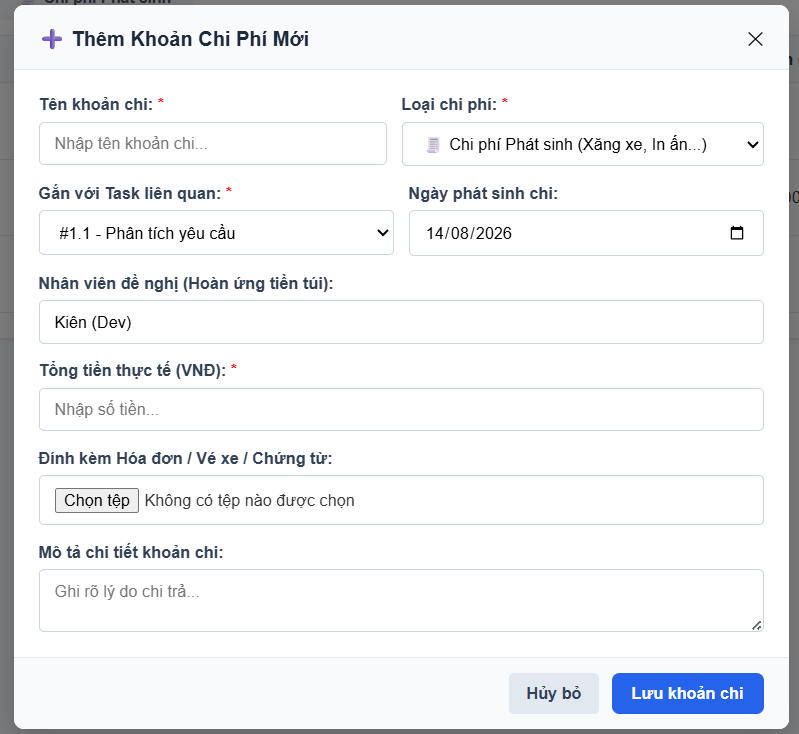 Thêm Khoản Chi Phí Mới
Tên khoản chi: * Loại chi phí: *
Nhập tên khoản chi... Chi phí Phát sinh (Xăng xe, In ấn...)
Gắn với Task liên quan: * Ngày phát sinh chi:
#1.1 - Phân tích yêu cầu 14/08/2026
Nhân viên đề nghị (Hoàn ứng tiền túi):
Kiên (Dev)
Tổng tiền thực tế (VNĐ): *
Nhập số tiền...
Đính kèm Hóa đơn / Vé xe / Chứng từ:
Chọn tệp Không có tệp nào được chọn
Mô tả chi tiết khoản chi:
Ghi rõ lý do chi trả...
Hủy bỏ Lưu khoản chi